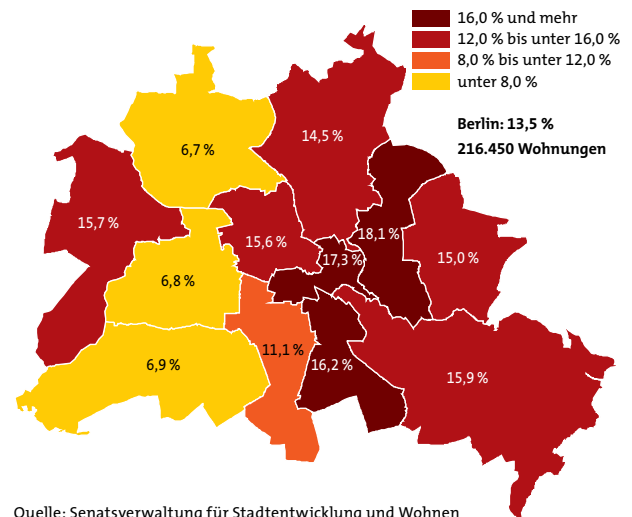 16,0 % und mehr
12,0 % bis unter 16,0 %
8,0 % bis unter 12,0 %
unter 8,0 %
Berlin: 13,5 %
216.450 Wohnungen
6,7 %
14,5 %
15,7 %
15,6 %
18,1 %
17,3 %
15,0 %
6,8 %
11,1 %
6,9 %
16,2 %
15,9 %
Quelle: Senatsverwaltung für Stadtentwicklung und Wohnen